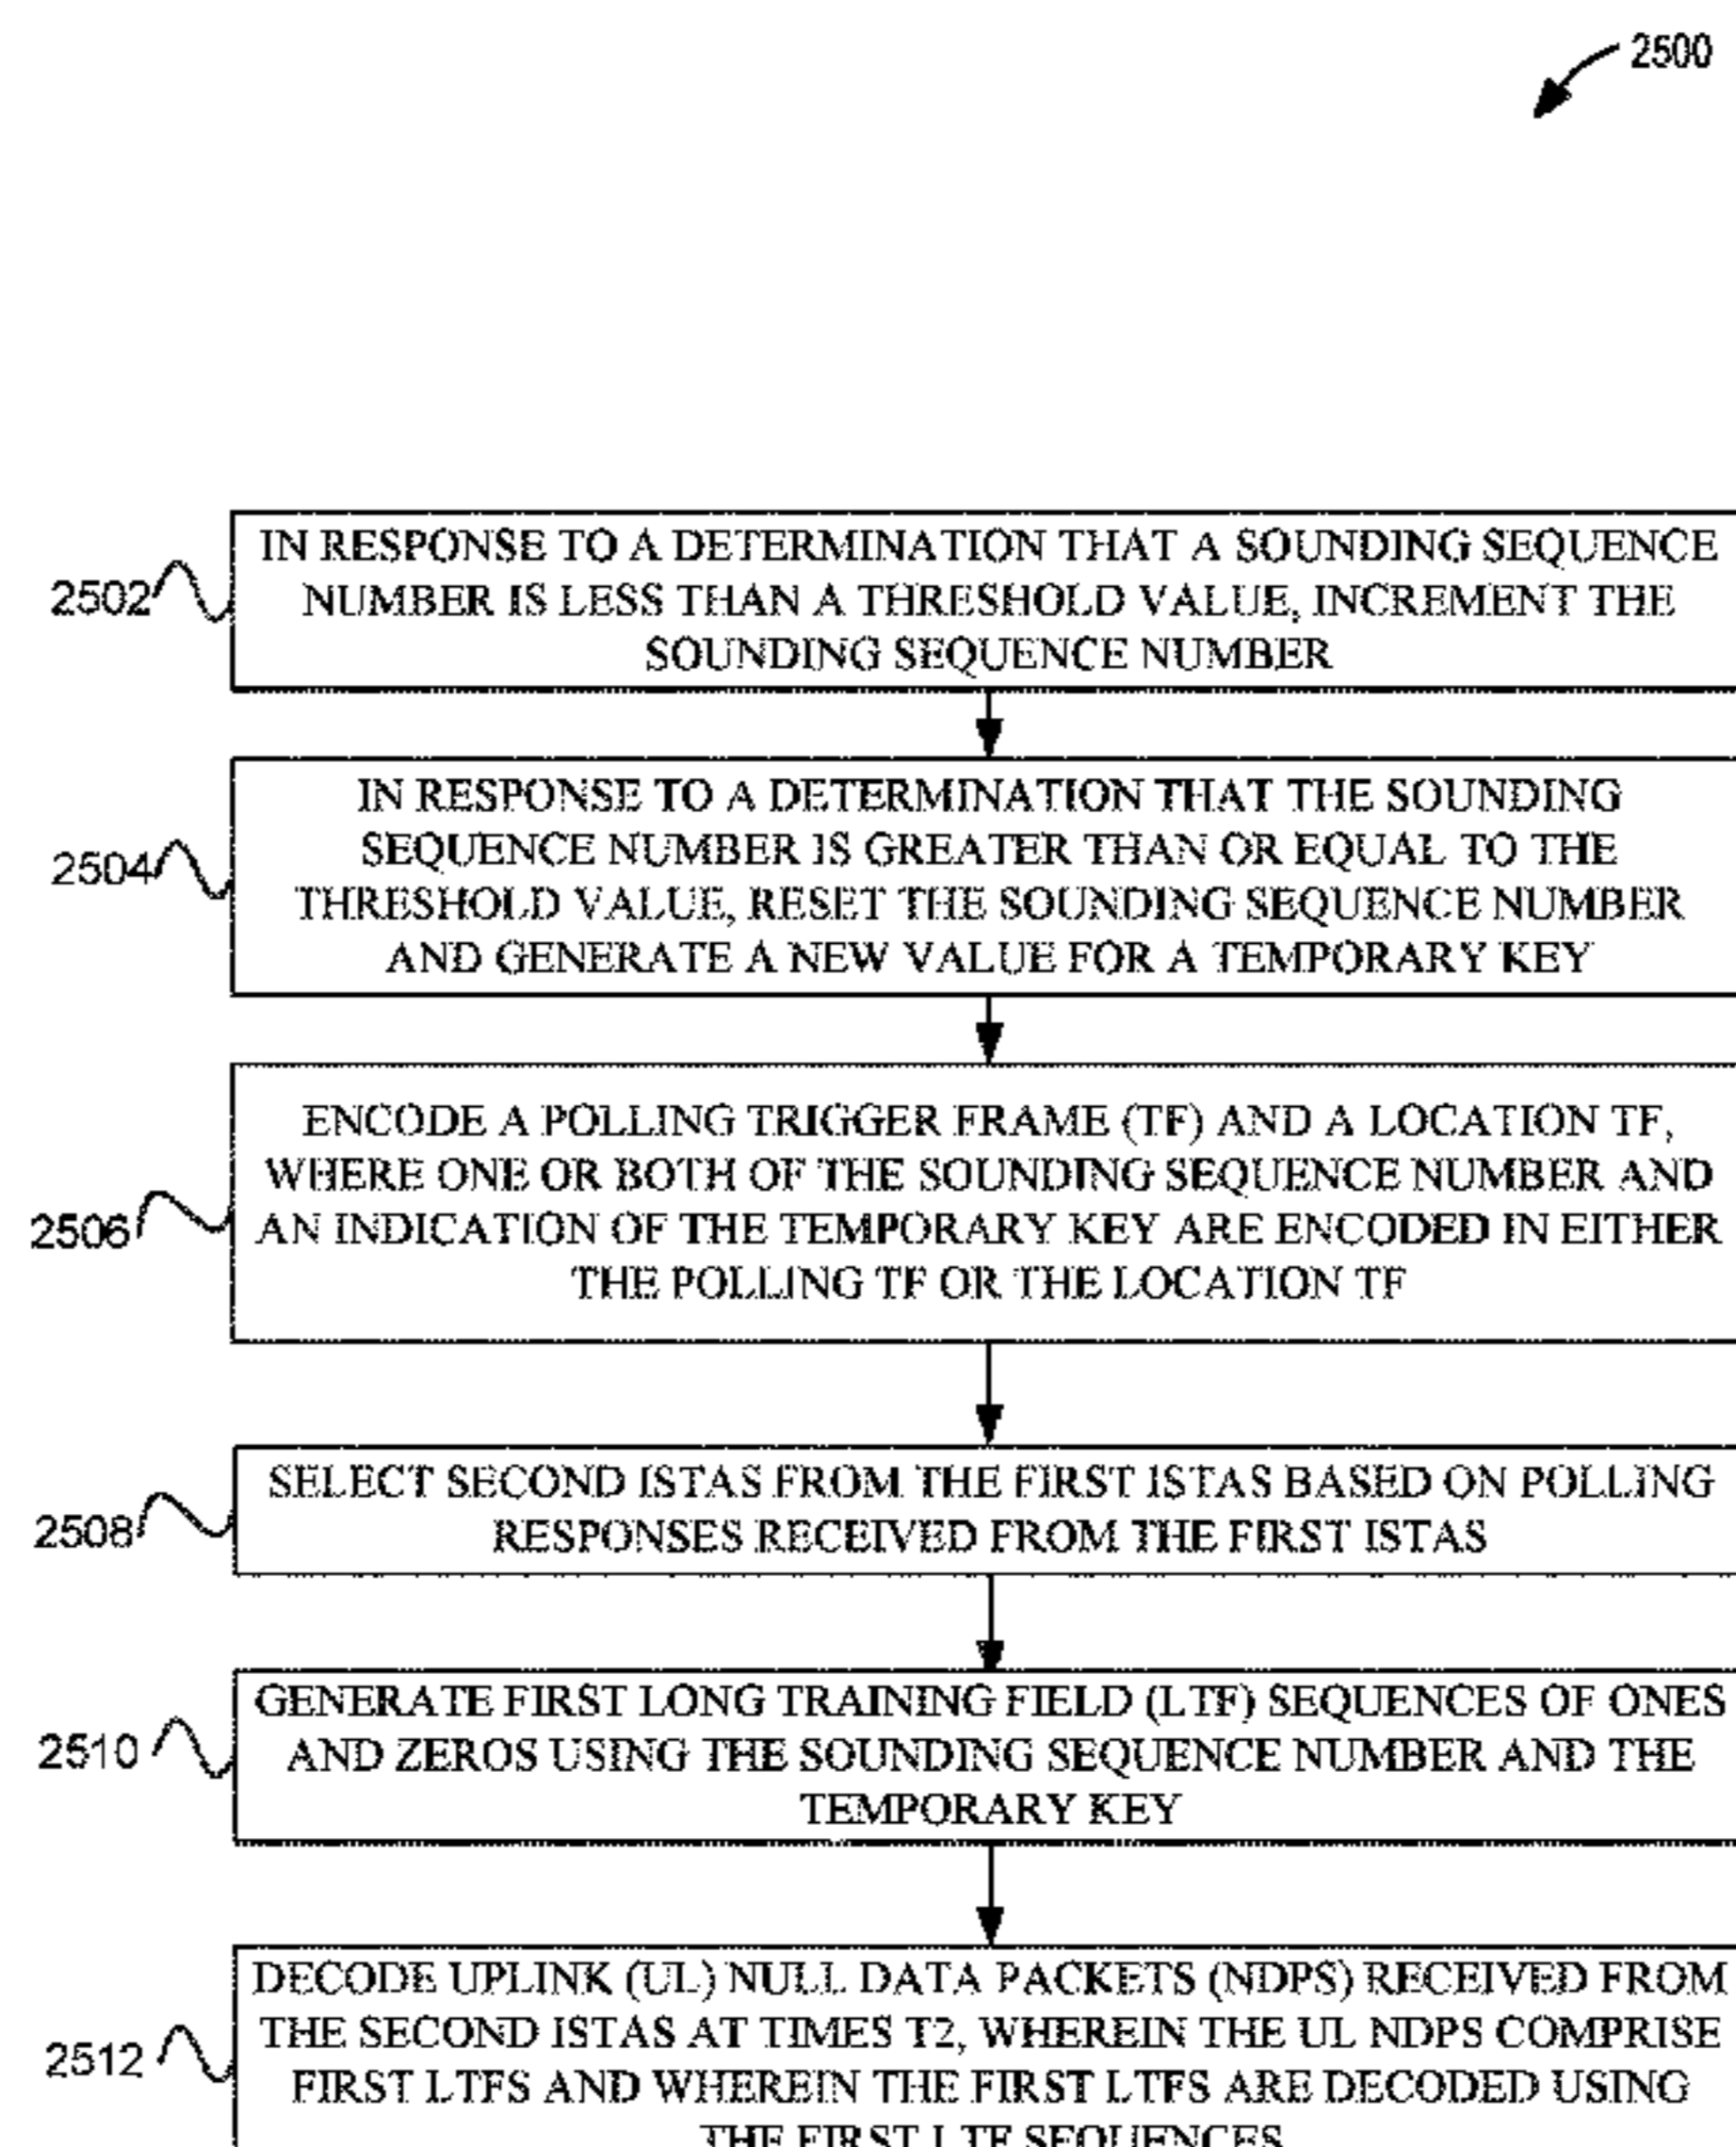 2500
IN RESPONSE TO A DETERMINATION THAT A SOUNDING SEQUENCE
NUMBER IS LESS THAN A THRESHOLD VALUE, INCREMENT THE
SOUNDING SEQUENCE NUMBER
2502
IN RESPONSE TO A DETERMINATION THAT THE SOUNDING
SEQUENCE NUMBER IS GREATER THAN OR EQUAL TO THE
THRESHOLD VALUE, RESET THE SOUNDING SEQUENCE NUMBER
AND GENERATE A NEW VALUE FOR A TEMPORARY KEY
2504
ENCODE A POLLING TRIGGER FRAME (TF) AND A LOCATION TF,
WHERE ONE OR BOTH OF THE SOUNDING SEQUENCE NUMBER AND
AN INDICATION OF THE TEMPORARY KEY ARE ENCODED IN EITHER
THE POLLING TF OR THE LOCATION TF
2506
SELECT SECOND ISTAS FROM THE FIRST ISTAS BASED ON POLLING
RESPONSES RECEIVED FROM THE FIRST ISTAS
2508
GENERATE FIRST LONG TRAINING FIELD (LTF) SEQUENCES OF ONES
AND ZEROS USING THE SOUNDING SEQUENCE NUMBER AND THE
TEMPORARY KEY
2510
DECODE UPLINK (UL) NULL DATA PACKETS (NDPS) RECEIVED FROM
THE SECOND ISTAS AT TIMES T2, WHEREIN THE UL NDPS COMPRISE
FIRST LTFS AND WHEREIN THE FIRST LTFS ARE DECODED USING
THE FIRST LTF SEQUENCES
2512